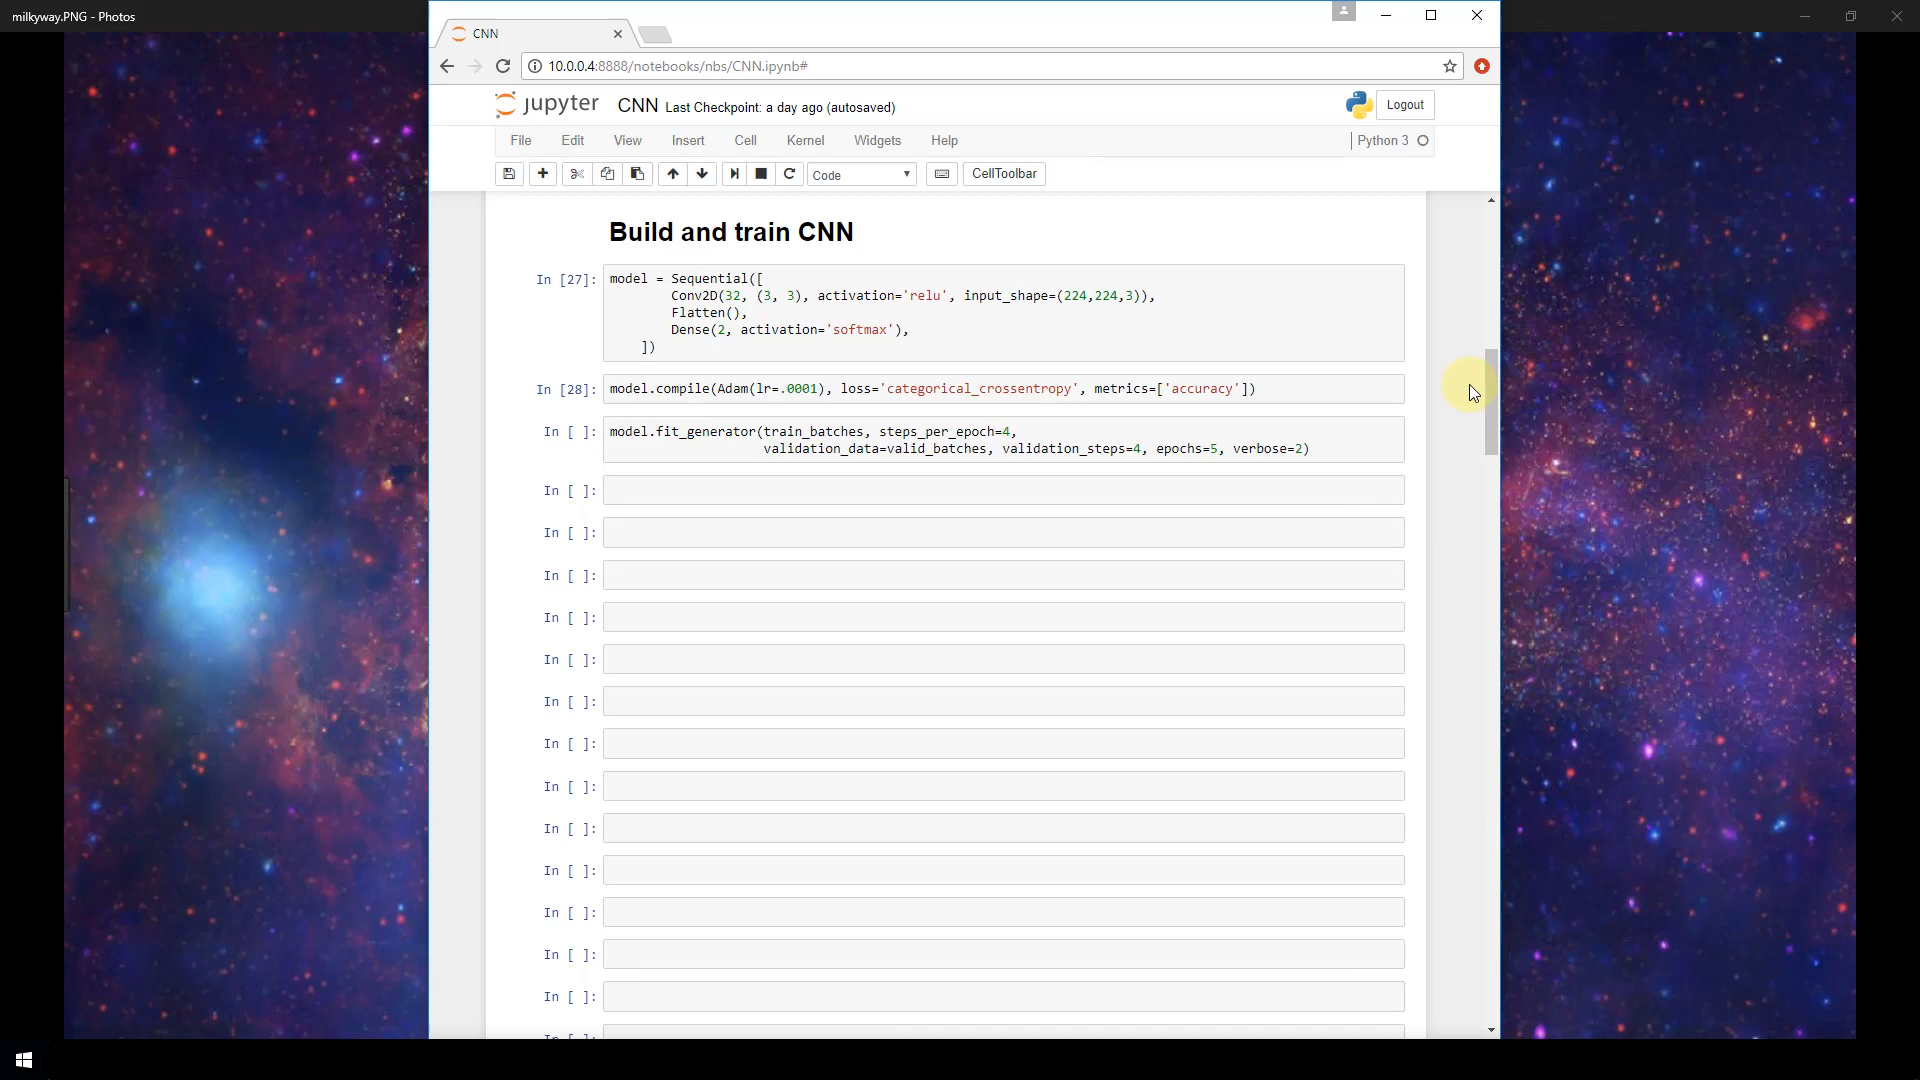 milkyway.PNG - Photos
CNN
10.0.0.4:8888/notebooks/nbs/CNN.ipynb#
jupyter CNN Last Checkpoint: a day ago (autosaved)
Logout
File Edit View Insert Cell Kernel Widgets Help
Python 3
Code
CellToolbar
Build and train CNN
In [27]: model = Sequential([
Conv2D(32, (3, 3), activation='relu', input_shape=(224,224,3)),
Flatten(),
Dense(2, activation='softmax'),
])
In [28]: model.compile(Adam(lr=.0001), loss='categorical_crossentropy', metrics=['accuracy'])
In [ ]: model.fit_generator(train_batches, steps_per_epoch=4,
validation_data=valid_batches, validation_steps=4, epochs=5, verbose=2)
In [ ]:
In [ ]:
In [ ]:
In [ ]:
In [ ]:
In [ ]:
In [ ]:
In [ ]:
In [ ]:
In [ ]:
In [ ]:
In [ ]:
In [ ]:
In [ ]: